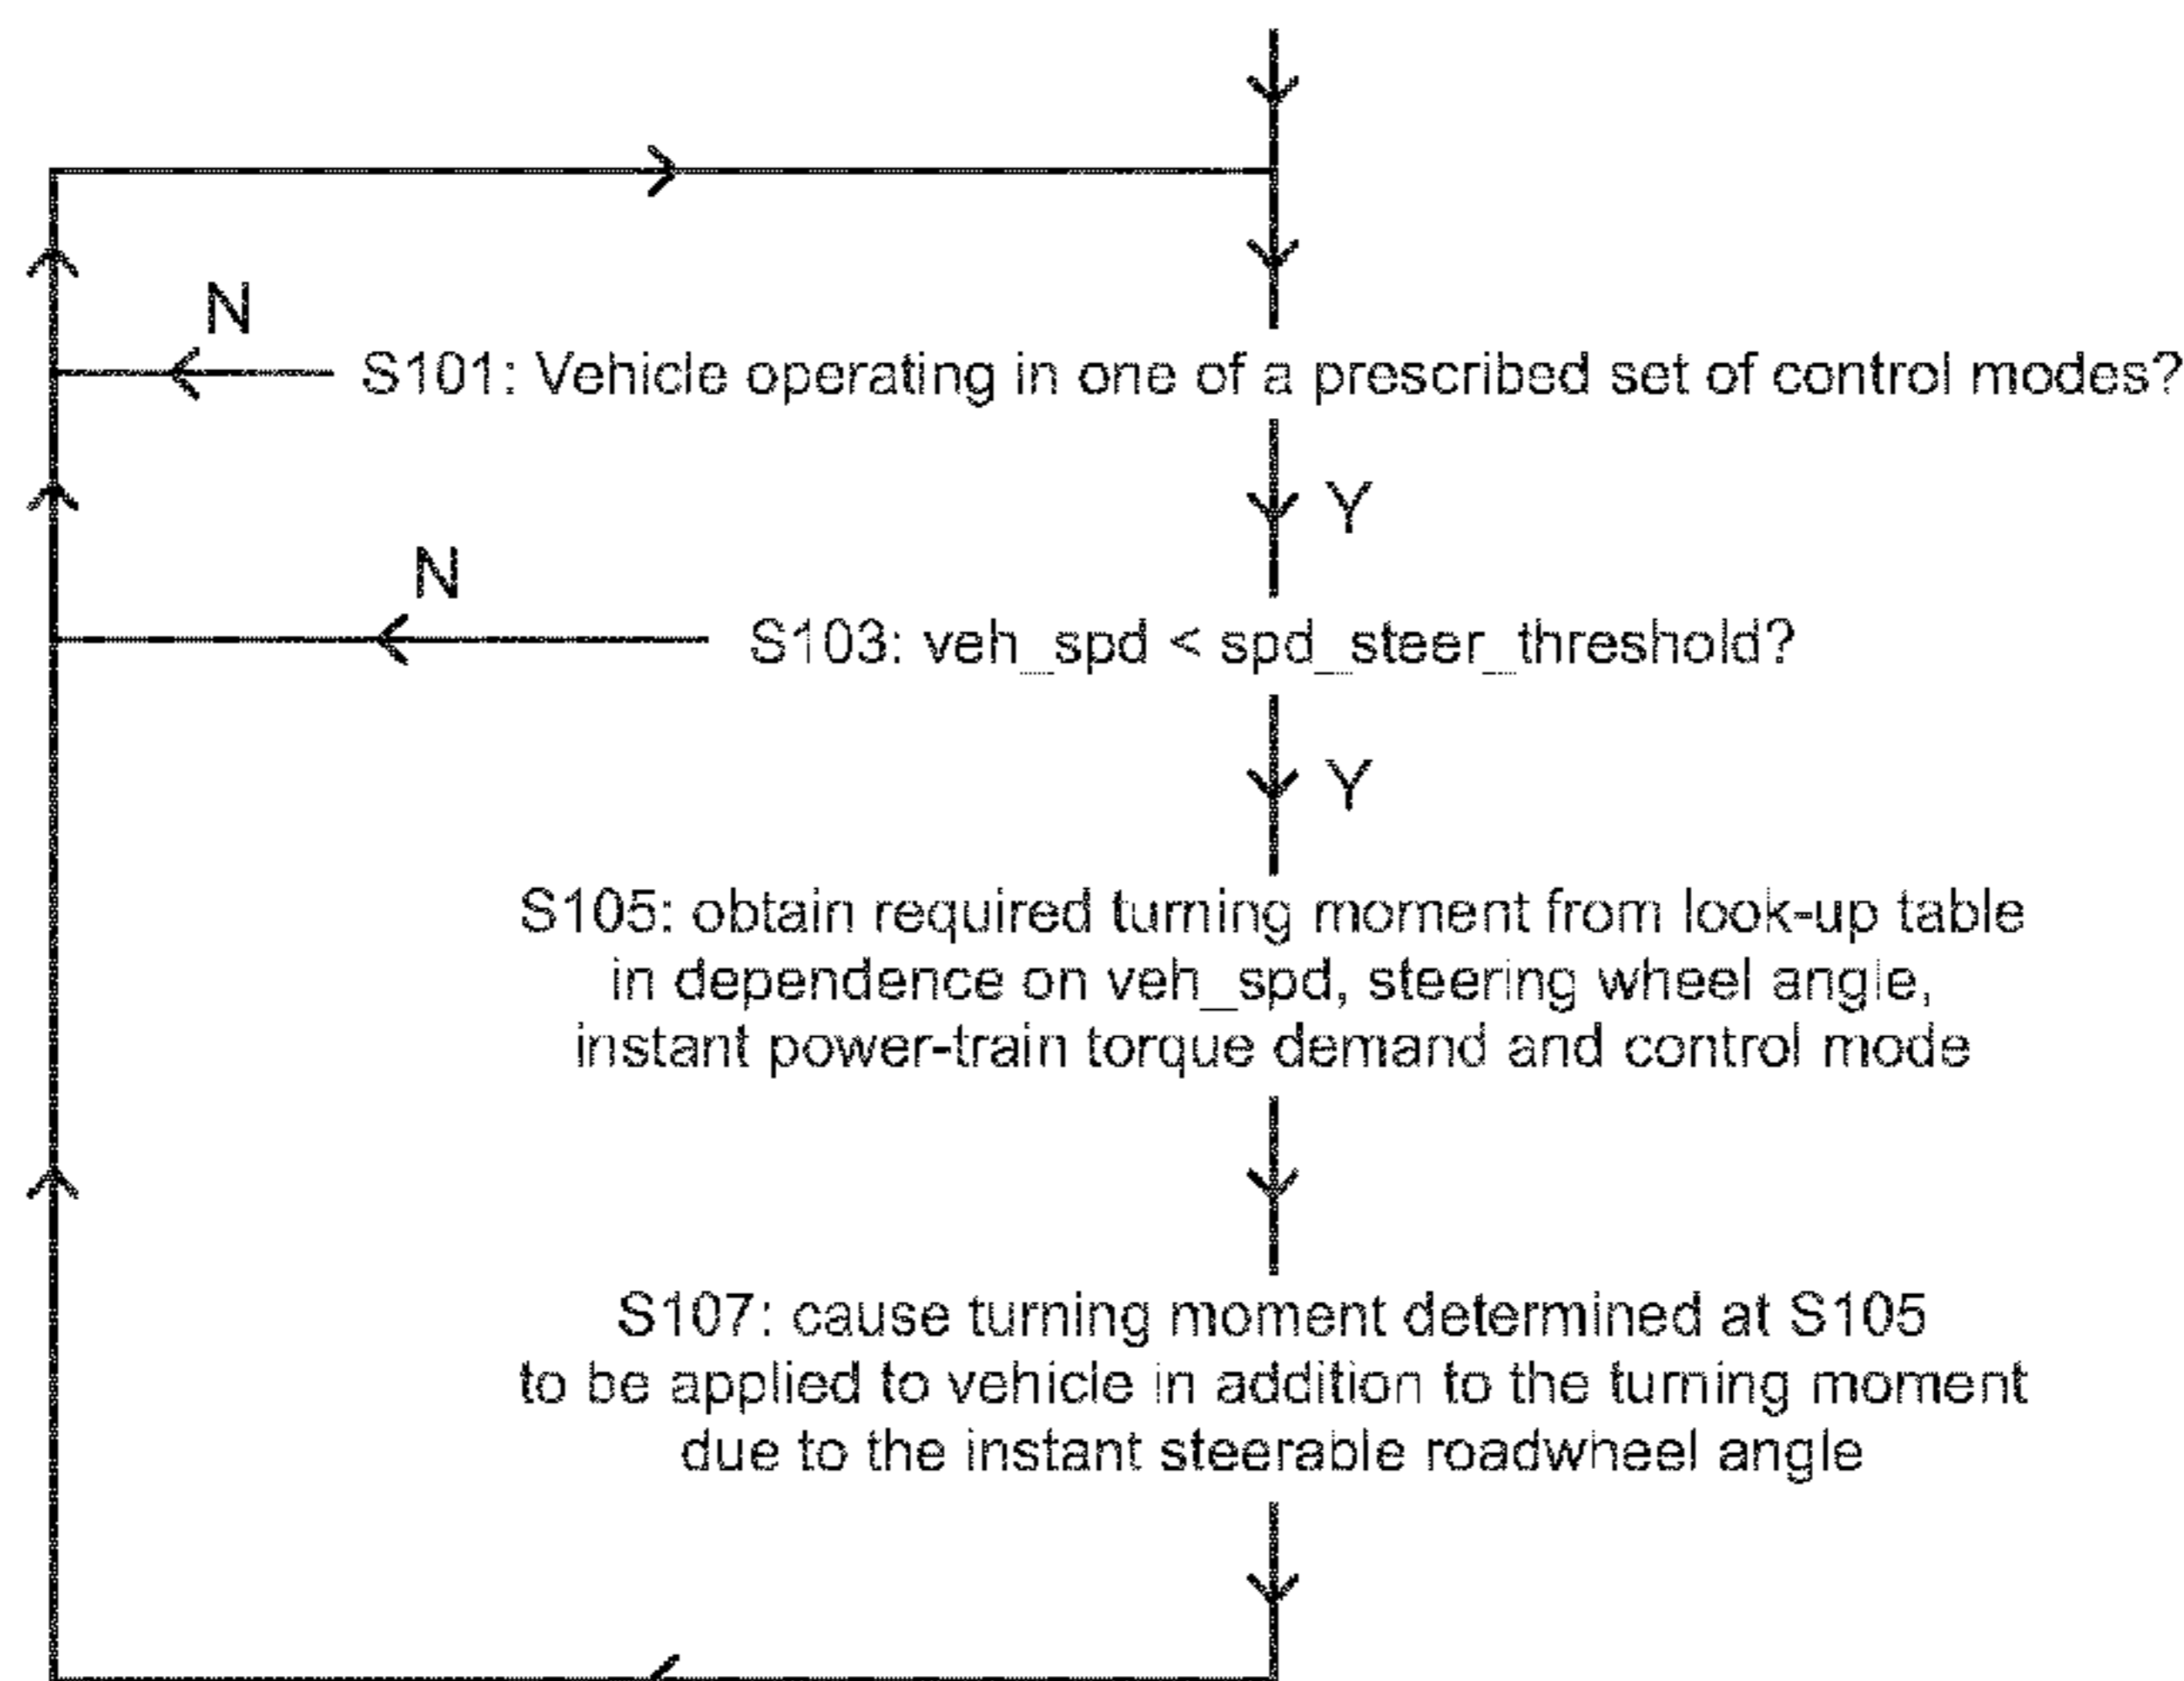 N
S101: Vehicle operating in one of a prescribed set of control modes?
Y
N
S103: veh_spd < spd_steer_threshold?
Y
S105: obtain required turning moment from look-up table
in dependence on veh_spd, steering wheel angle,
instant power-train torque demand and control mode
S107: cause turning moment determined at S105
to be applied to vehicle in addition to the turning moment
due to the instant steerable roadwheel angle